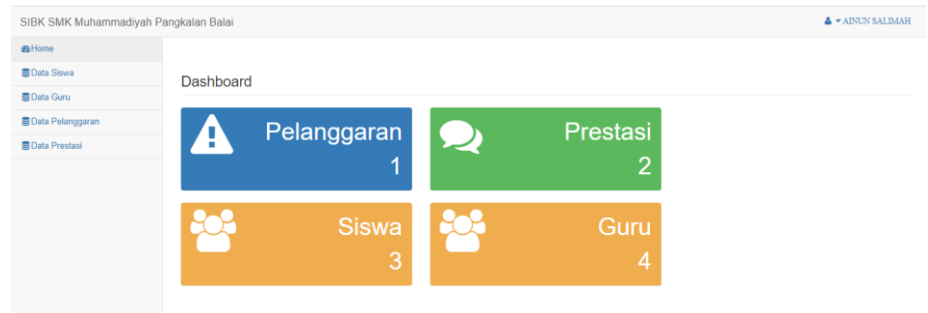 SIBK SMK Muhammadiyah Pangkalan Balai
AINUN SALIMAH
Home
Data Siswa
Data Guru
Data Pelanggaran
Data Prestasi
Dashboard
Pelanggaran
1
Prestasi
2
Siswa
3
Guru
4